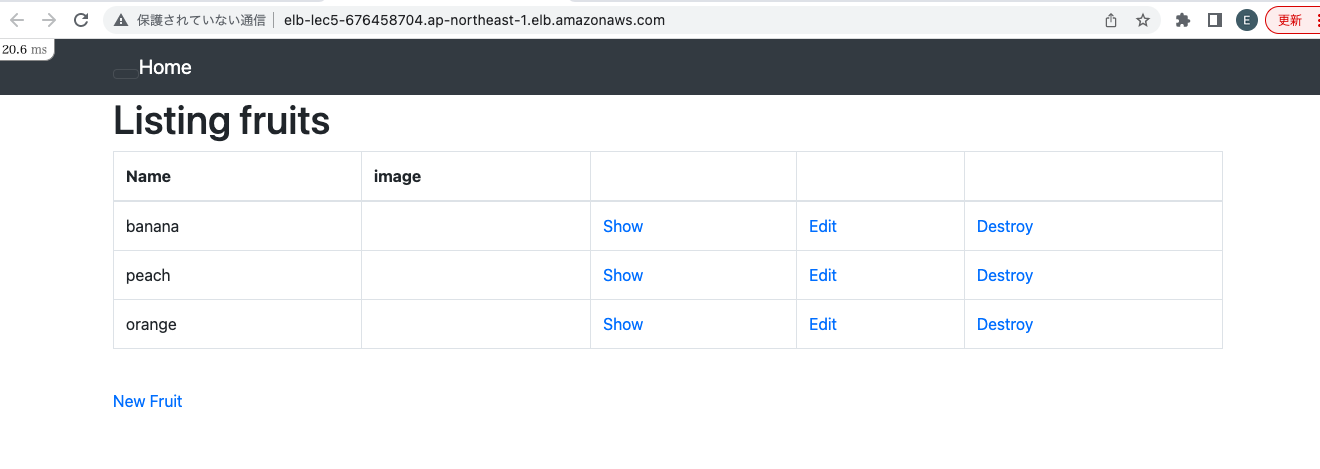 保護されていない通信 elb-lec5-676458704.ap-northeast-1.elb.amazonaws.com E 更新
20.6 ms
Home
Listing fruits
Name image
banana Show Edit Destroy
peach Show Edit Destroy
orange Show Edit Destroy
New Fruit